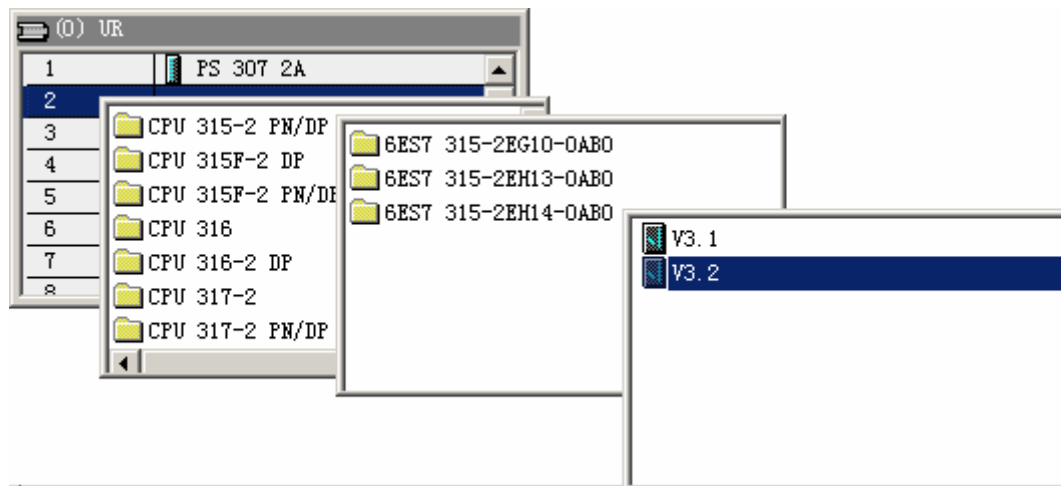 (0) UR
1 PS 307 2A
2
3
4
5
6
7
8
CPU 315-2 PN/DP
CPU 315F-2 DP
CPU 315F-2 PN/DP
CPU 316
CPU 316-2 DP
CPU 317-2
CPU 317-2 PN/DP
6ES7 315-2EG10-0AB0
6ES7 315-2EH13-0AB0
6ES7 315-2EH14-0AB0
V3.1
V3.2